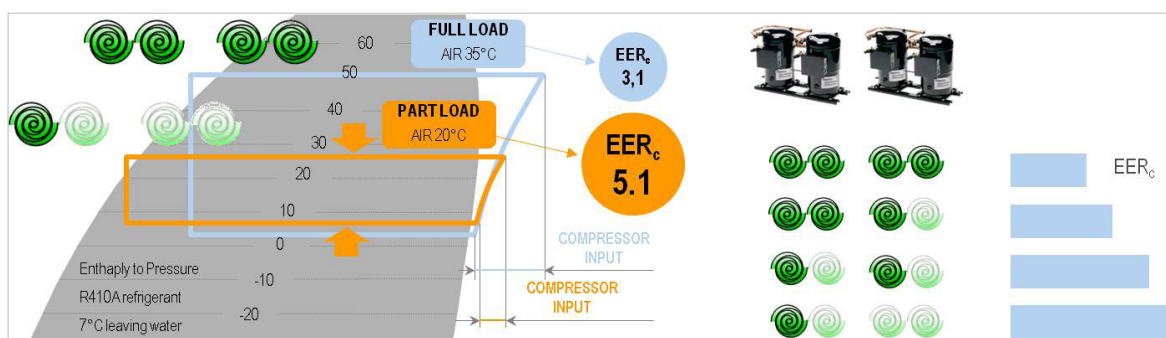 60
50
40
30
20
10
0
-10
-20
FULL LOAD
AIR 35°C
EERc
3,1
PART LOAD
AIR 20°C
EERc
5.1
COMPRESSOR
INPUT
COMPRESSOR
INPUT
Enthaply to Pressure
R410A refrigerant
7°C leaving water
EERc